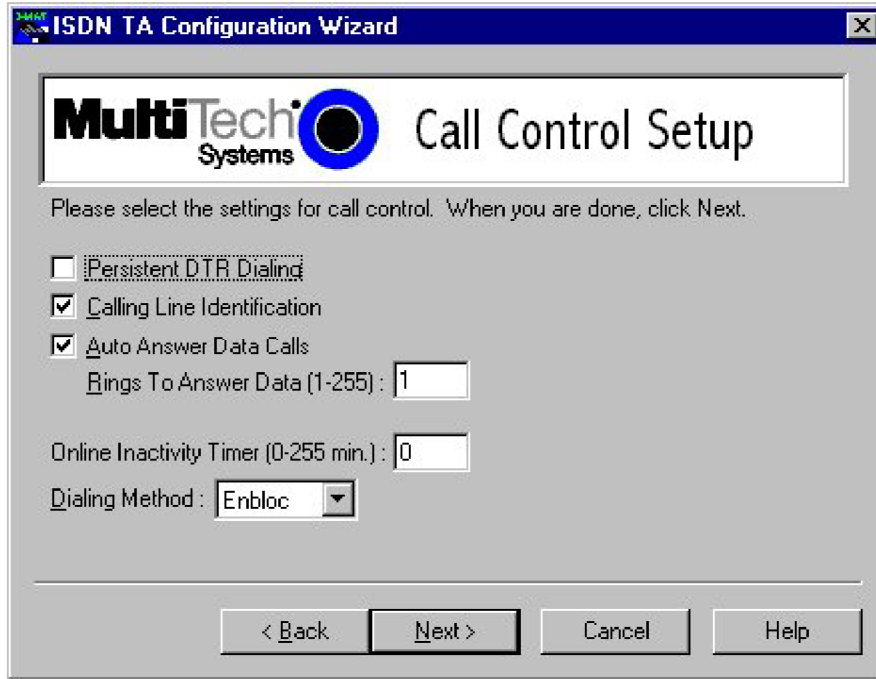 ISDN TA Configuration Wizard
MultiTech Systems
Call Control Setup
Please select the settings for call control. When you are done, click Next.
Persistent DTR Dialing
Calling Line Identification
Auto Answer Data Calls
Rings To Answer Data (1-255) : 1
Online Inactivity Timer (0-255 min.) : 0
Dialing Method : Enbloc
< Back
Next >
Cancel
Help